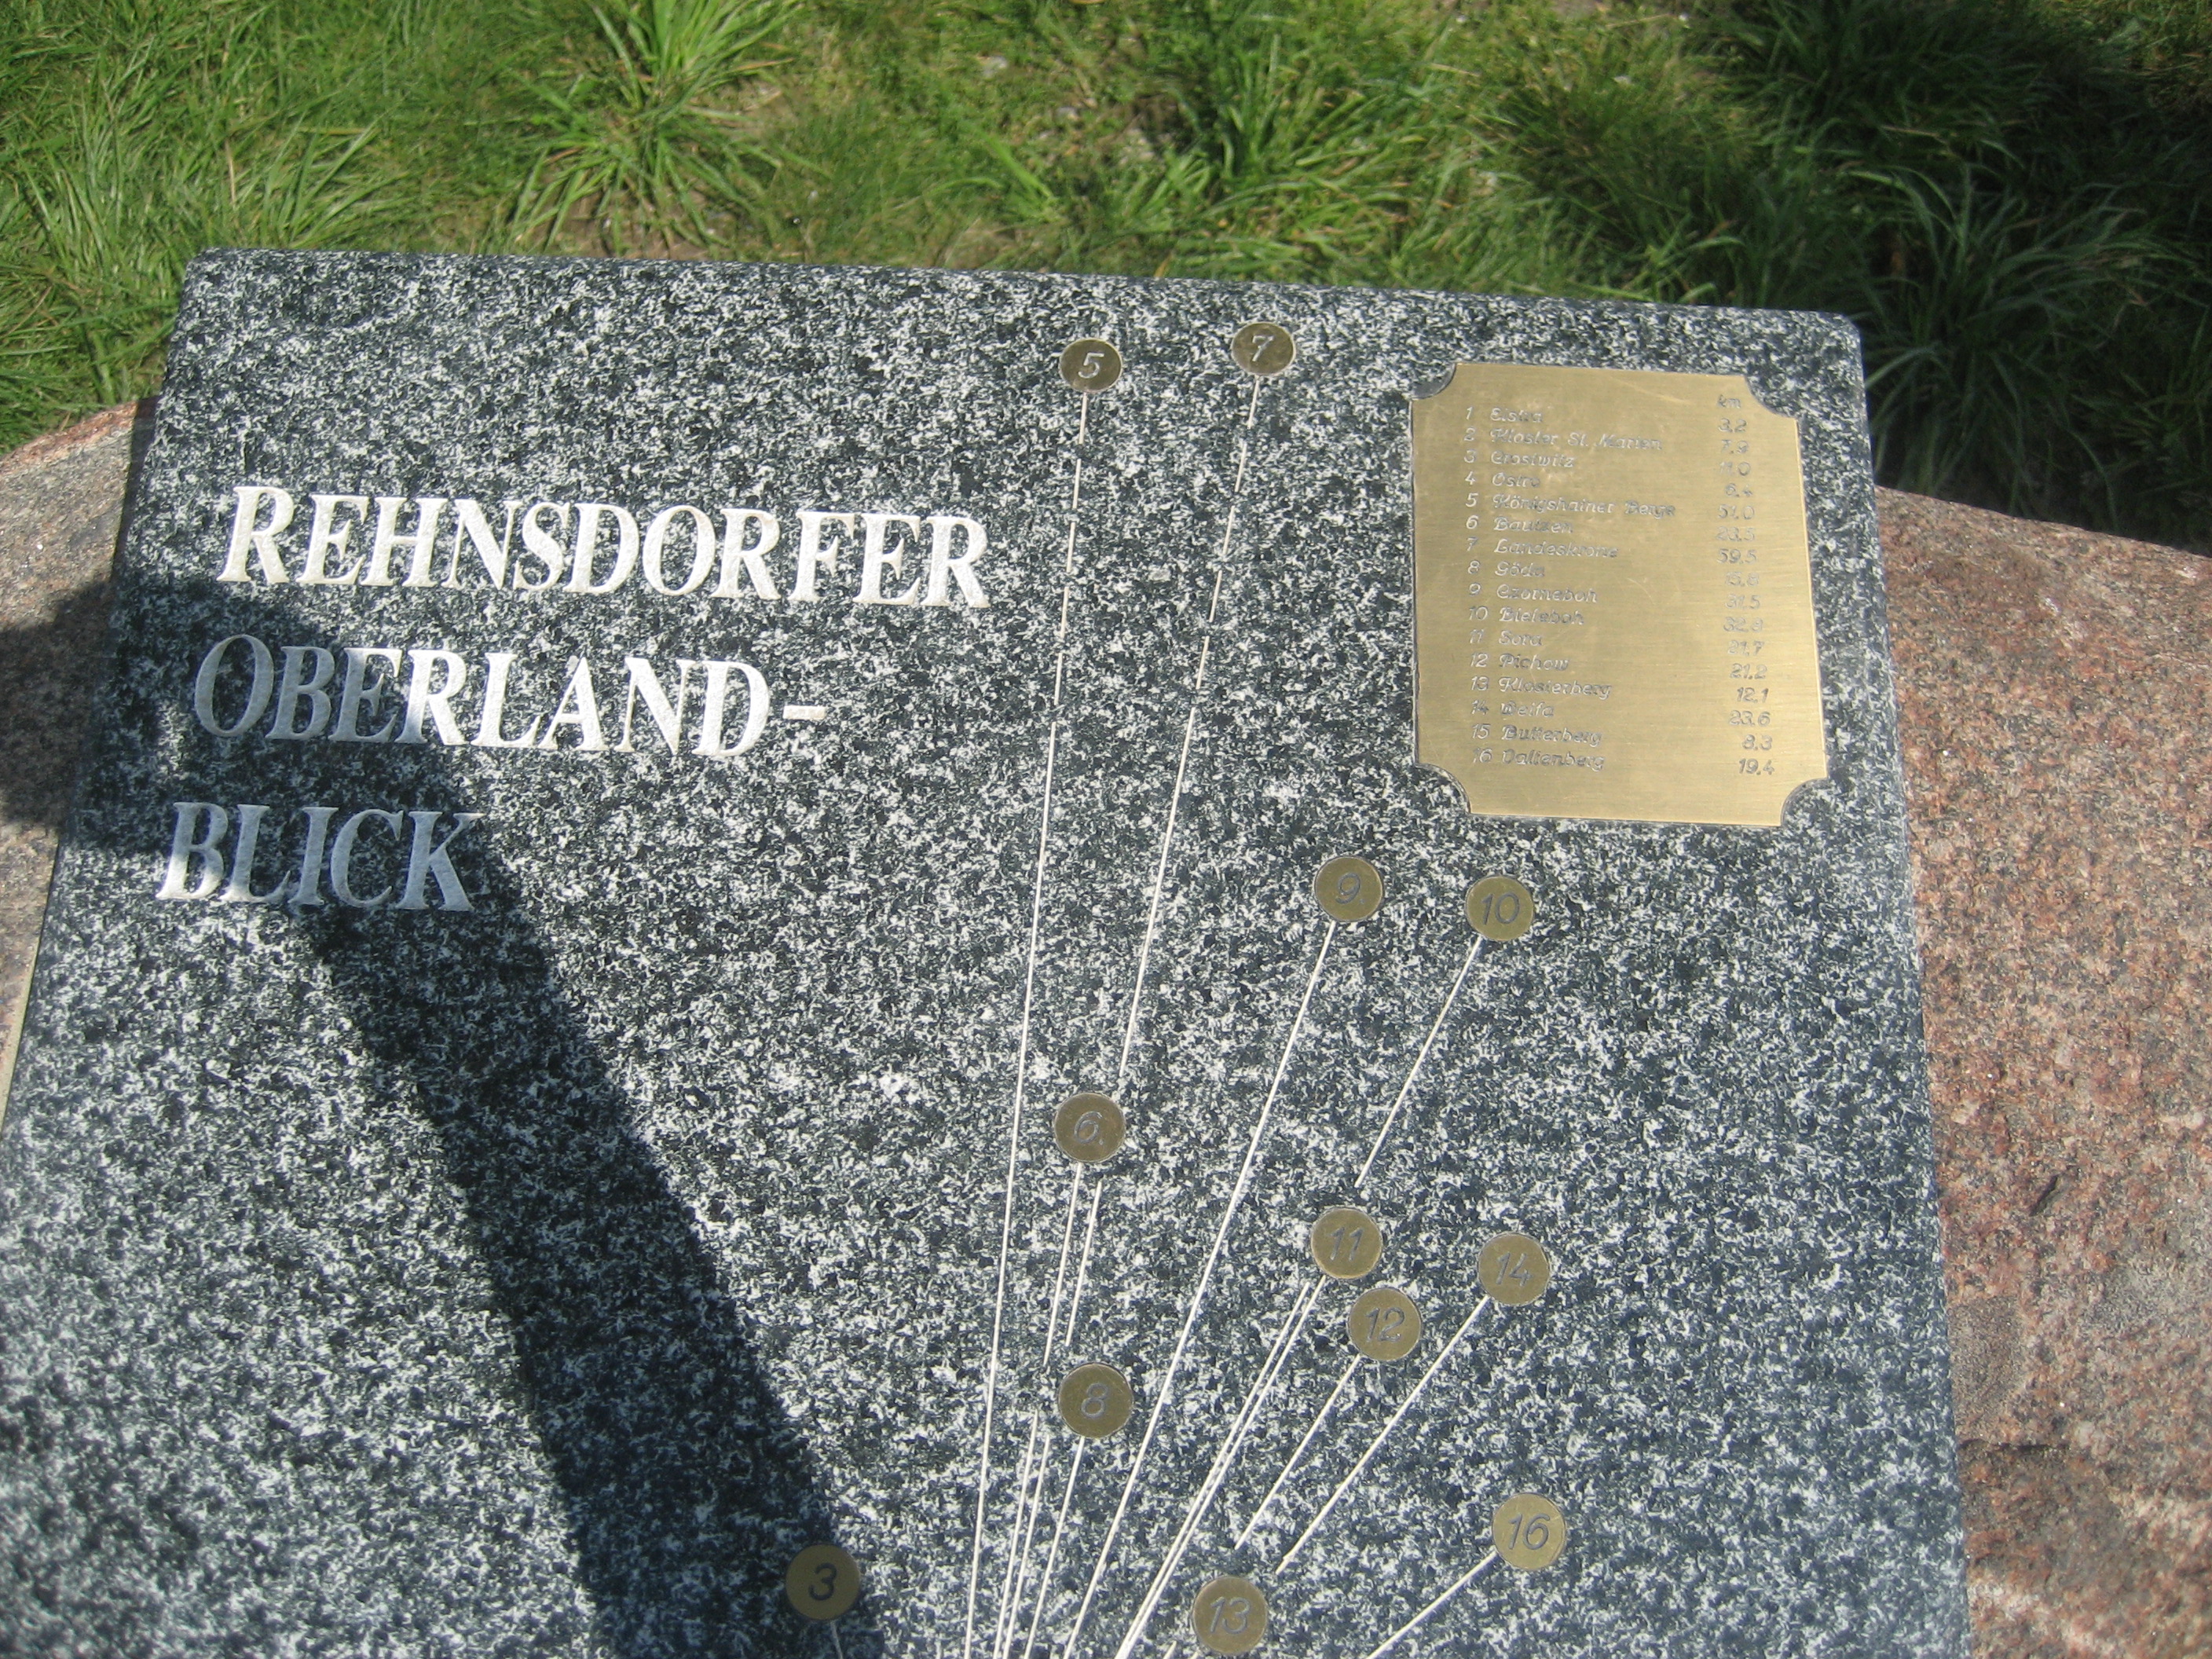 5
7
REHNSDORFER
OBERLAND-
BLICK
km
1 Elstra 3,2
2 Kloster St. Marien 7,9
3 Crostwitz 11,0
4 Ostro 6,4
5 Königshainer Berge 51,0
6 Bautzen 23,5
7 Landeskrone 59,5
8 Göda 15,8
9 Czorneboh 31,5
10 Bieleboh 32,8
11 Sora 21,7
12 Pichow 21,2
13 Klosterberg 12,1
14 Weifa 23,6
15 Butterberg 8,3
16 Valtenberg 19,4
9
10
6
11
14
12
8
16
3
13